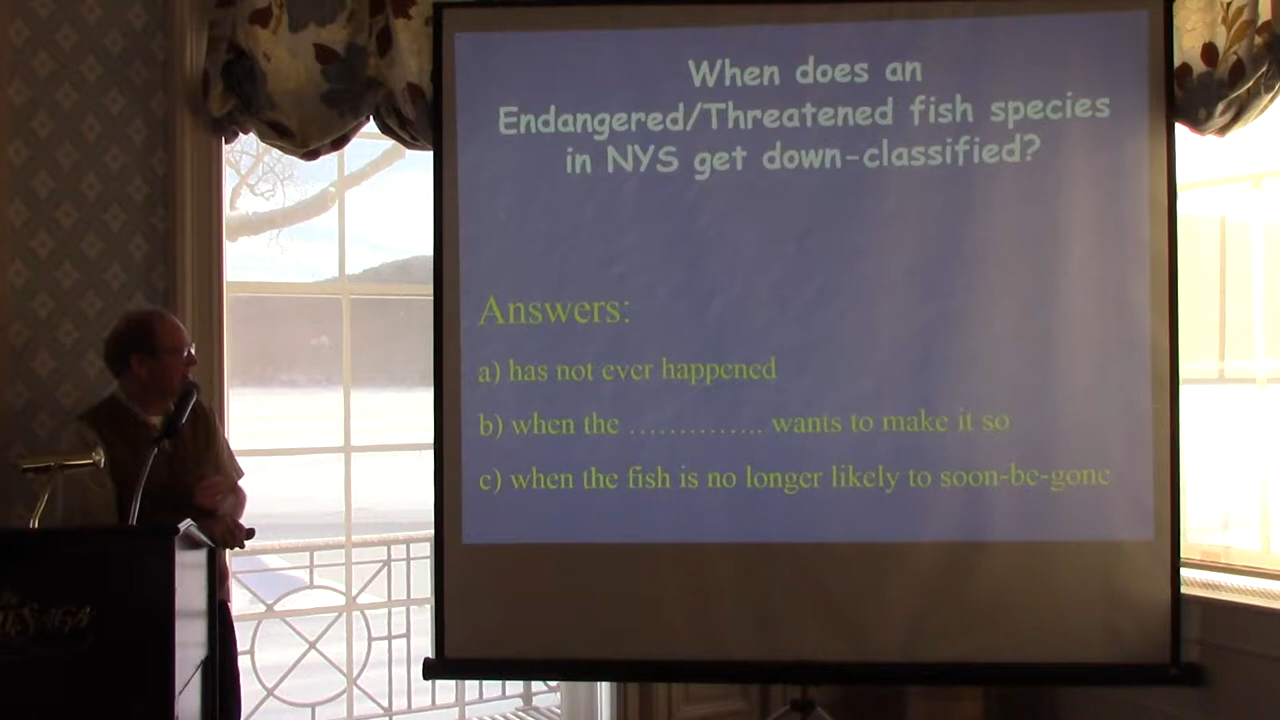 When does an
Endangered/Threatened fish species
in NYS get down-classified?
Answers:
a) has not ever happened
b) when the ………….. wants to make it so
c) when the fish is no longer likely to soon-be-gone